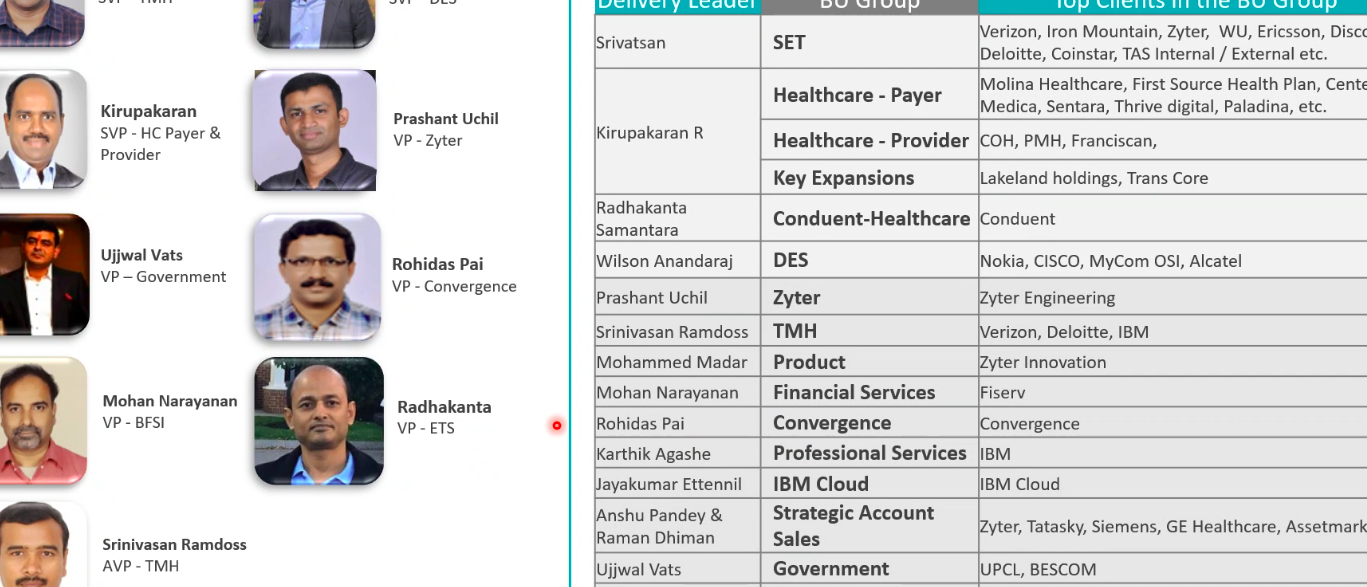 SVP - TMH
SVP - DES
Kirupakaran
SVP - HC Payer &
Provider
Prashant Uchil
VP - Zyter
Ujjwal Vats
VP – Government
Rohidas Pai
VP - Convergence
Mohan Narayanan
VP - BFSI
Radhakanta
VP - ETS
Srinivasan Ramdoss
AVP - TMH
Delivery Leader BU Group Top Clients in the BU Group
Srivatsan SET Verizon, Iron Mountain, Zyter, WU, Ericsson,
Deloitte, Coinstar, TAS Internal / External etc.
Kirupakaran R
Healthcare - Payer Molina Healthcare, First Source Health Plan,
Medica, Sentara, Thrive digital, Paladina, etc.
Healthcare - Provider COH, PMH, Franciscan,
Key Expansions Lakeland holdings, Trans Core
Radhakanta
Samantara Conduent-Healthcare Conduent
Wilson Anandaraj DES Nokia, CISCO, MyCom OSI, Alcatel
Prashant Uchil Zyter Zyter Engineering
Srinivasan Ramdoss TMH Verizon, Deloitte, IBM
Mohammed Madar Product Zyter Innovation
Mohan Narayanan Financial Services Fiserv
Rohidas Pai Convergence Convergence
Karthik Agashe Professional Services IBM
Jayakumar Ettennil IBM Cloud IBM Cloud
Anshu Pandey &
Raman Dhiman Strategic Account
Sales Zyter, Tatasky, Siemens, GE Healthcare, Assetmark
Ujjwal Vats Government UPCL, BESCOM